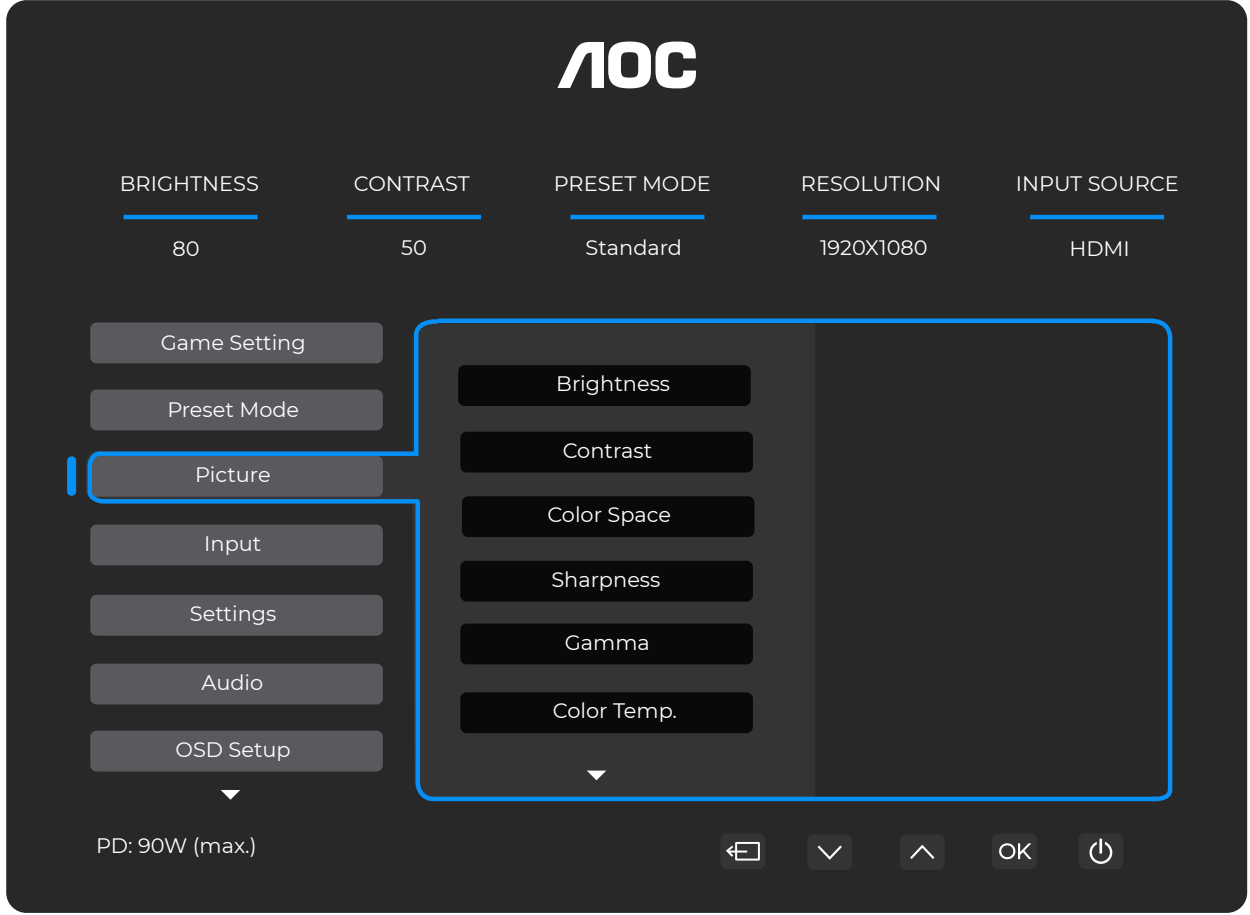 AOC
BRIGHTNESS
CONTRAST
PRESET MODE
RESOLUTION
INPUT SOURCE
80
50
Standard
1920X1080
HDMI
Game Setting
Preset Mode
Picture
Input
Settings
Audio
OSD Setup
Brightness
Contrast
Color Space
Sharpness
Gamma
Color Temp.
PD: 90W (max.)
OK